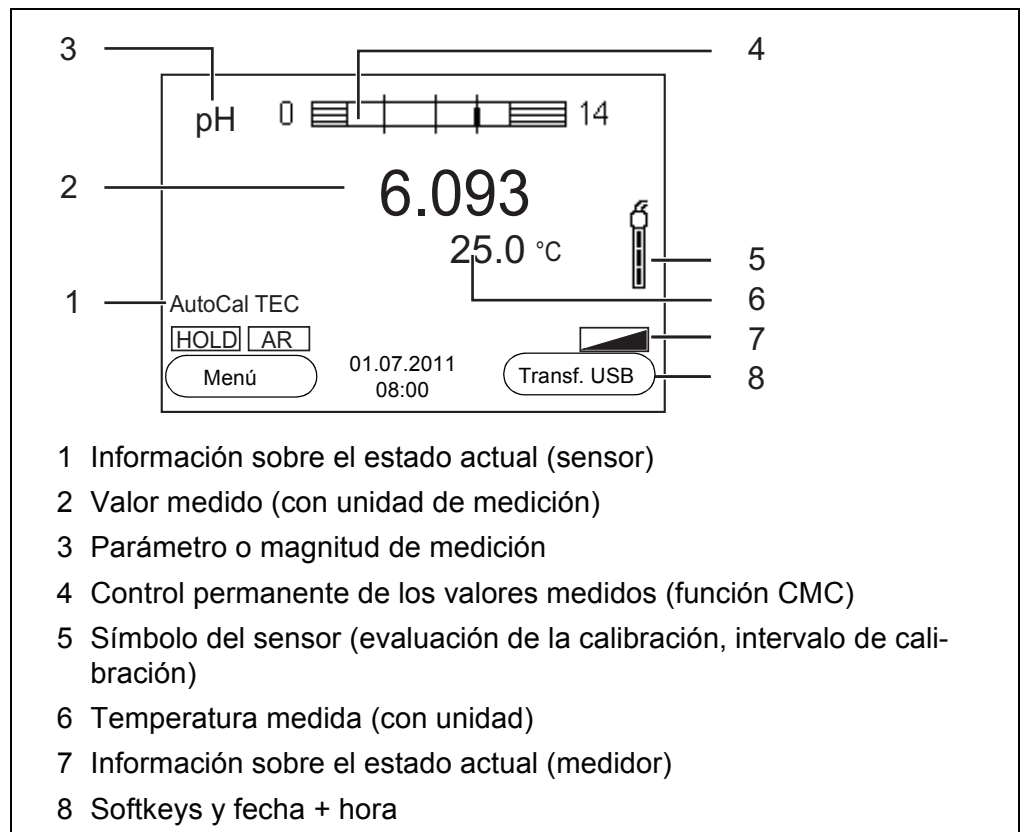 3
4
pH 0 14
2
6.093
25.0 °C
5
6
1
AutoCal TEC
HOLD AR
7
Menú
01.07.2011
08:00
Transf. USB
8
1 Información sobre el estado actual (sensor)
2 Valor medido (con unidad de medición)
3 Parámetro o magnitud de medición
4 Control permanente de los valores medidos (función CMC)
5 Símbolo del sensor (evaluación de la calibración, intervalo de cali-
bración)
6 Temperatura medida (con unidad)
7 Información sobre el estado actual (medidor)
8 Softkeys y fecha + hora